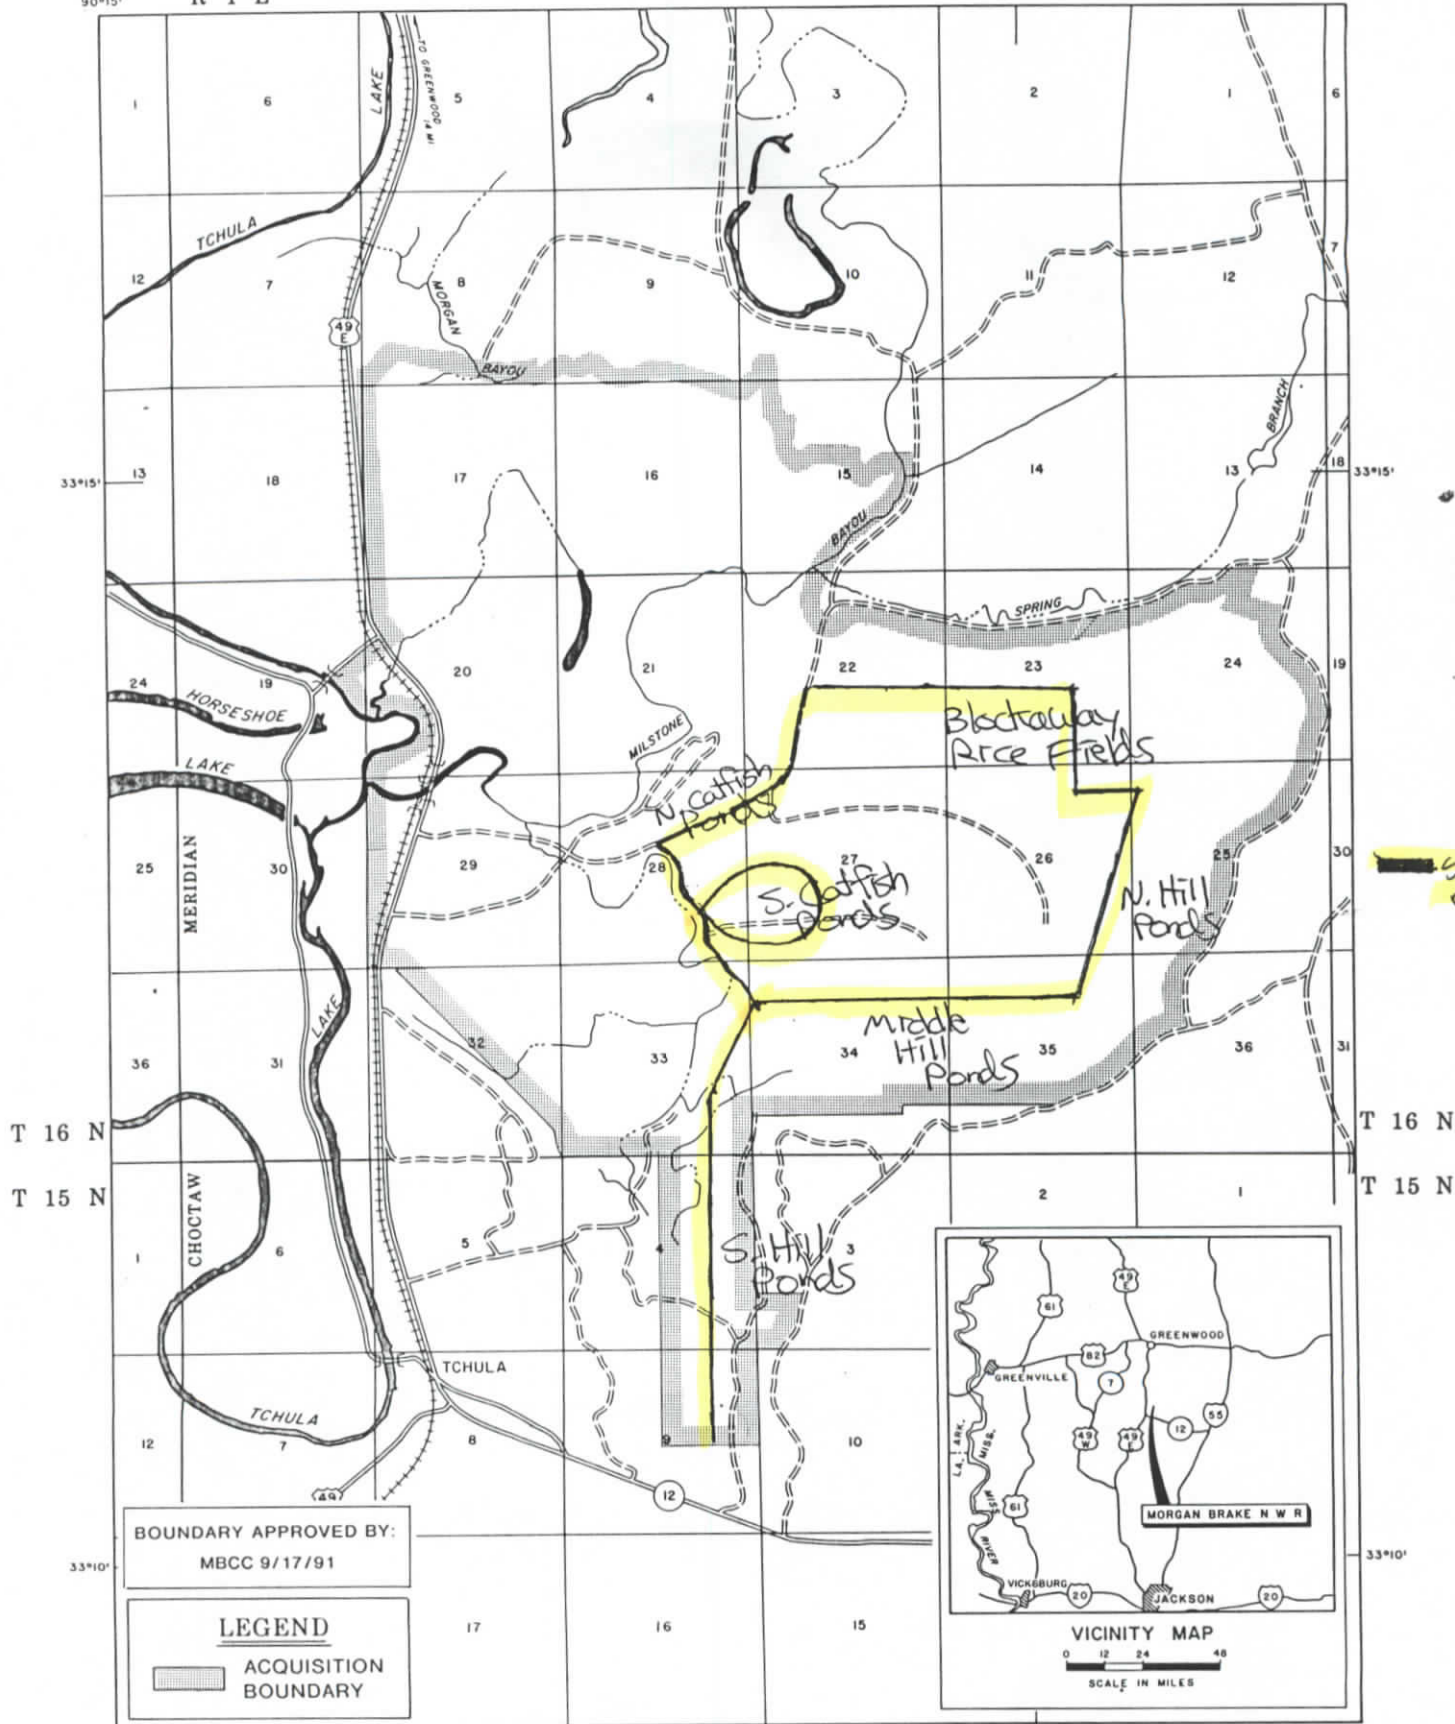 90°15'
R 1 E
1
6
LAKE
TO GREENWOOD 14 MI
5
4
3
2
1
6
TCHULA
12
7
MORGAN
8
9
10
11
12
7
49
E
BAYOU
13
18
17
16
15
14
13
18
BRANCH
33°15'
33°15'
BAYOU
SPRING
24
19
20
21
22
23
24
19
HORSESHOE
LAKE
MILSTONE
Blackaway
Rice Fields
N. Catfish
Ponds
25
MERIDIAN
30
29
28
27
26
25
30
S. Catfish
Ponds
N. Hill
Ponds
LAKE
36
31
32
33
34
35
36
31
Middle
Hill
Ponds
T 16 N
T 16 N
T 15 N
T 15 N
CHOCTAW
1
6
5
4
3
2
1
S. Hill
Ponds
TCHULA
TCHULA
12
7
8
9
10
49
12
BOUNDARY APPROVED BY:
MBCC 9/17/91
33°10'
33°10'
LEGEND
ACQUISITION
BOUNDARY
17
16
15
61
49
E
GREENWOOD
82
GREENVILLE
7
55
49
W
49
E
12
LA. ARK.
MISS.
MISS.
RIVER
61
MORGAN BRAKE N W R
VICKSBURG
20
JACKSON
20
VICINITY MAP
0 12 24 48
SCALE IN MILES